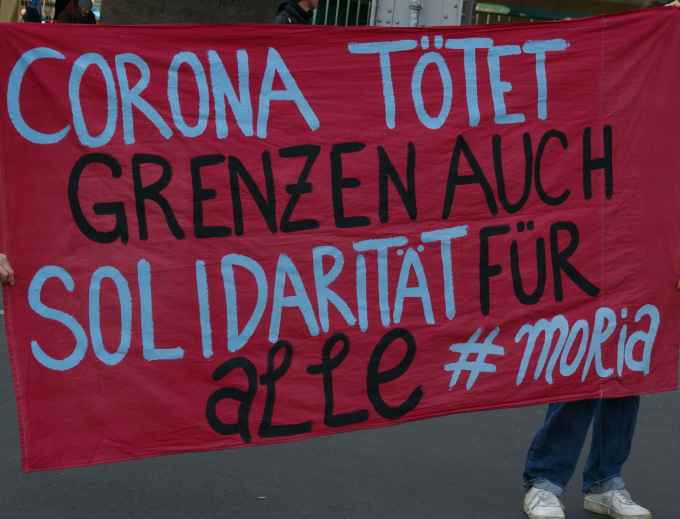 CORONA TÖTET
GRENZEN AUCH
SOLIDARITÄT FÜR
aLLe #moRia